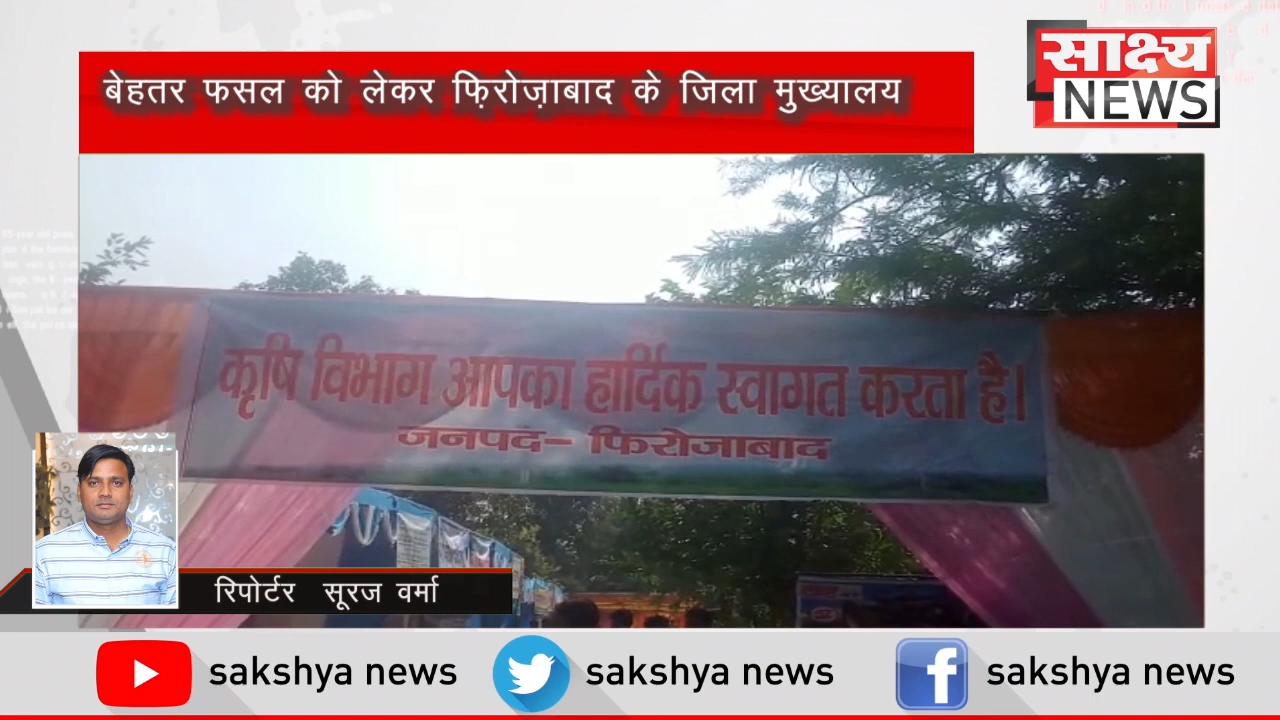 बेहतर फसल को लेकर फ़िरोज़ाबाद के जिला मुख्यालय
साक्ष्य
NEWS
कृषि विभाग आपका हार्दिक स्वागत करता है।
जनपद- फिरोजाबाद
रिपोर्टर सूरज वर्मा
sakshya news
sakshya news
sakshya news